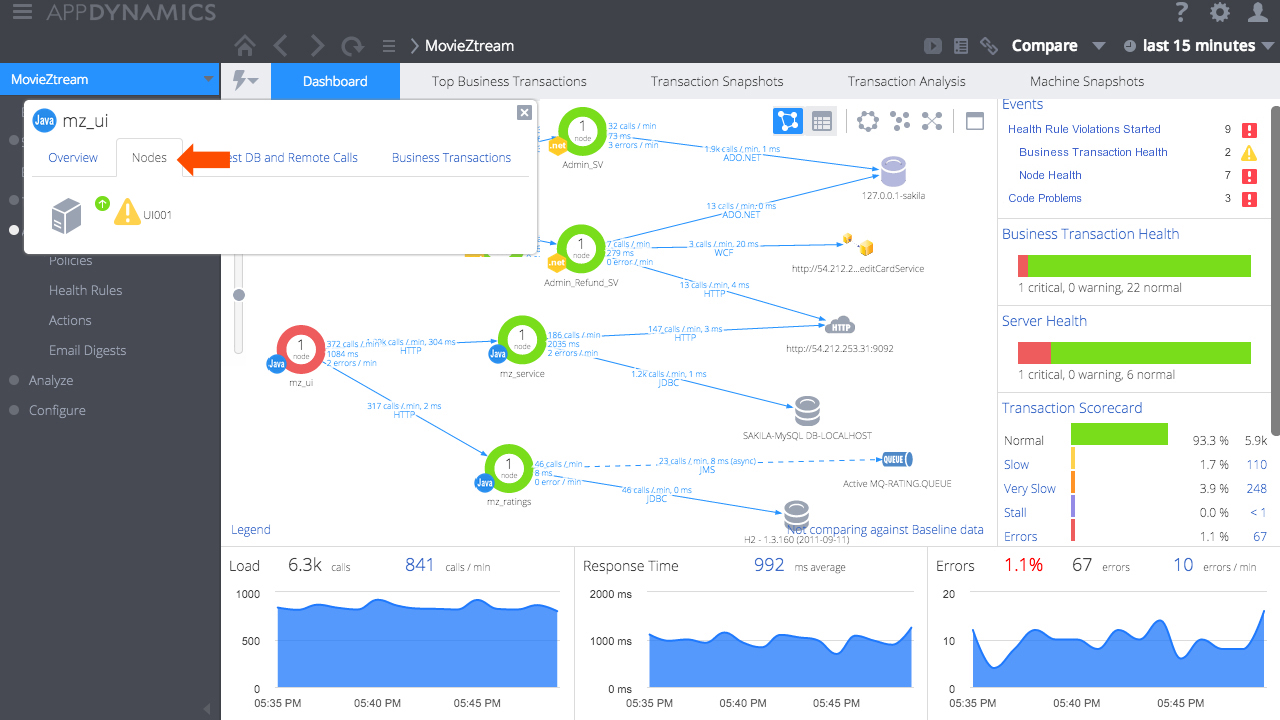 APPDYNAMICS
?
MovieZtream
Compare
last 15 minutes
MovieZtream
Dashboard
Top Business Transactions
Transaction Snapshots
Transaction Analysis
Machine Snapshots
Java
mz_ui
Overview
Nodes
est DB and Remote Calls
Business Transactions
UI001
Policies
Health Rules
Actions
Email Digests
Analyze
Configure
1
node
.net
Admin_SV
32 calls / min
73 ms
3 errors / min
1.9k calls /.min, 1 ms
ADO.NET
127.0.0.1-sakila
13 calls /.min, 0 ms
ADO.NET
1
node
.net
Admin_Refund_SV
7 calls / min
279 ms
0 error / min
3 calls /.min, 20 ms
WCF
http://54.212.2...editCardService
13 calls /.min, 4 ms
HTTP
HTTP
http://54.212.253.31:9092
1
node
Java
mz_ui
372 calls /
1084 ms
2 errors / min
calls /.min, 304 ms
HTTP
1
node
Java
mz_service
186 calls / min
2035 ms
2 errors / min
147 calls /.min, 3 ms
HTTP
1.2k calls /.min, 1 ms
JDBC
SAKILA-MySQL DB-LOCALHOST
317 calls /.min, 2 ms
HTTP
1
node
Java
mz_ratings
46 calls /.min
8 ms
0 error / min
23 calls /.min, 8 ms (async)
JMS
QUEUE
Active MQ-RATING.QUEUE
46 calls /.min, 0 ms
JDBC
H2 - 1.3.160 (2011-09-11)
Legend
Not comparing against Baseline data
Events
Health Rule Violations Started 9
Business Transaction Health 2
Node Health 7
Code Problems 3
Business Transaction Health
1 critical, 0 warning, 22 normal
Server Health
1 critical, 0 warning, 6 normal
Transaction Scorecard
Normal 93.3 % 5.9k
Slow 1.7 % 110
Very Slow 3.9 % 248
Stall 0.0 % < 1
Errors 1.1 % 67
Load 6.3k calls 841 calls / min
1000
500
0
05:35 PM 05:40 PM 05:45 PM
Response Time 992 ms average
2000 ms
1000 ms
0 ms
05:35 PM 05:40 PM 05:45 PM
Errors 1.1% 67 errors 10 errors / min
20
10
0
05:35 PM 05:40 PM 05:45 PM